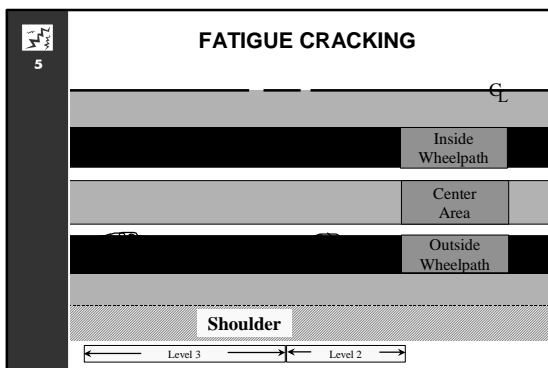 FATIGUE CRACKING
5
CL
Inside
Wheelpath
Center
Area
Outside
Wheelpath
Shoulder
Level 3
Level 2